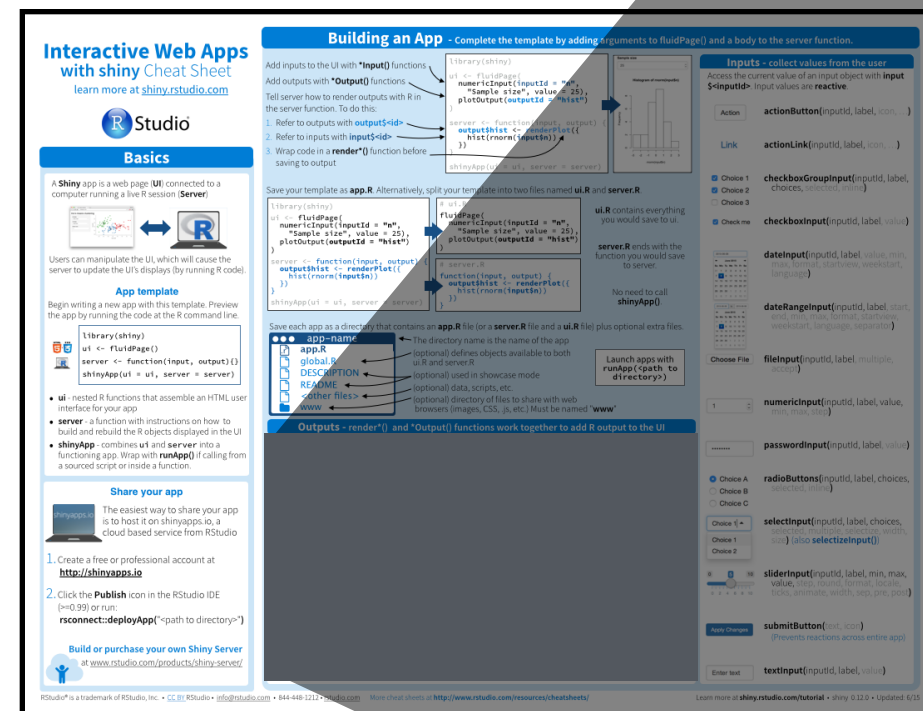 Interactive Web Apps
with shiny Cheat Sheet
learn more at shiny.rstudio.com
R Studio
Basics
A Shiny app is a web page (UI) connected to a
computer running a live R session (Server)
Users can manipulate the UI, which will cause the
server to update the UI's displays (by running R code).
App template
Begin writing a new app with this template. Preview
the app by running the code at the R command line.
library(shiny)
ui <- fluidPage()
server <- function(input, output){}
shinyApp(ui = ui, server = server)
• ui - nested R functions that assemble an HTML user
interface for your app
• server - a function with instructions on how to
build and rebuild the R objects displayed in the UI
• shinyApp - combines ui and server into a
functioning app. Wrap with runApp() if calling from
a sourced script or inside a function.
Share your app
shinyapps.io
The easiest way to share your app
is to host it on shinyapps.io, a
cloud based service from RStudio
1. Create a free or professional account at
http://shinyapps.io
2. Click the Publish icon in the RStudio IDE
(>=0.99) or run:
rsconnect::deployApp("<path to directory>")
Build or purchase your own Shiny Server
at www.rstudio.com/products/shiny-server/
Building an App - Complete the template by adding arguments to fluidPage() and a body to the server function.
Add inputs to the UI with *Input() functions
Add outputs with *Output() functions
Tell server how to render outputs with R in
the server function. To do this:
1. Refer to outputs with output$<id>
2. Refer to inputs with input$<id>
3. Wrap code in a render*() function before
saving to output
library(shiny)
ui <- fluidPage(
numericInput(inputId = "n",
"Sample size", value = 25),
plotOutput(outputId = "hist")
)
server <- function(input, output) {
output$hist <- renderPlot({
hist(rnorm(input$n))
})
}
shinyApp(ui = ui, server = server)
Save your template as app.R. Alternatively, split your template into two files named ui.R and server.R.
library(shiny)
ui <- fluidPage(
numericInput(inputId = "n",
"Sample size", value = 25),
plotOutput(outputId = "hist")
)
server <- function(input, output) {
output$hist <- renderPlot({
hist(rnorm(input$n))
})
}
shinyApp(ui = ui, server = server)
# ui.R
fluidPage(
numericInput(inputId = "n",
"Sample size", value = 25),
plotOutput(outputId = "hist")
)
# server.R
function(input, output) {
output$hist <- renderPlot({
hist(rnorm(input$n))
})
}
ui.R contains everything
you would save to ui.
server.R ends with the
function you would save
to server.
No need to call
shinyApp().
Save each app as a directory that contains an app.R file (or a server.R file and a ui.R file) plus optional extra files.
app-name
app.R
global.R
DESCRIPTION
README
<other files>
www
The directory name is the name of the app
(optional) defines objects available to both
ui.R and server.R
(optional) used in showcase mode
(optional) data, scripts, etc.
(optional) directory of files to share with web
browsers (images, CSS, .js, etc.) Must be named "www"
Launch apps with
runApp(<path to
directory>)
Outputs - render*() and *Output() functions work together to add R output to the UI
Inputs - collect values from the user
Access the current value of an input object with input
$<inputId>. Input values are reactive.
Action
actionButton(inputId, label, icon, ...)
Link
actionLink(inputId, label, icon, ...)
Choice 1
Choice 2
Choice 3
checkboxGroupInput(inputId, label,
choices, selected, inline)
Check me
checkboxInput(inputId, label, value)
dateInput(inputId, label, value, min,
max, format, startview, weekstart,
language)
dateRangeInput(inputId, label, start,
end, min, max, format, startview,
weekstart, language, separator)
Choose File
fileInput(inputId, label, multiple,
accept)
1
numericInput(inputId, label, value,
min, max, step)
passwordInput(inputId, label, value)
Choice A
Choice B
Choice C
radioButtons(inputId, label, choices,
selected, inline)
Choice 1
Choice 1
Choice 2
selectInput(inputId, label, choices,
selected, multiple, selectize, width,
size) (also selectizeInput())
sliderInput(inputId, label, min, max,
value, step, round, format, locale,
ticks, animate, width, sep, pre, post)
Apply Changes
submitButton(text, icon)
(Prevents reactions across entire app)
Enter text
textInput(inputId, label, value)
RStudio® is a trademark of RStudio, Inc. • CC BY RStudio • info@rstudio.com • 844-448-1212 • rstudio.com
More cheat sheets at http://www.rstudio.com/resources/cheatsheets/
Learn more at shiny.rstudio.com/tutorial • shiny 0.12.0 • Updated: 6/15